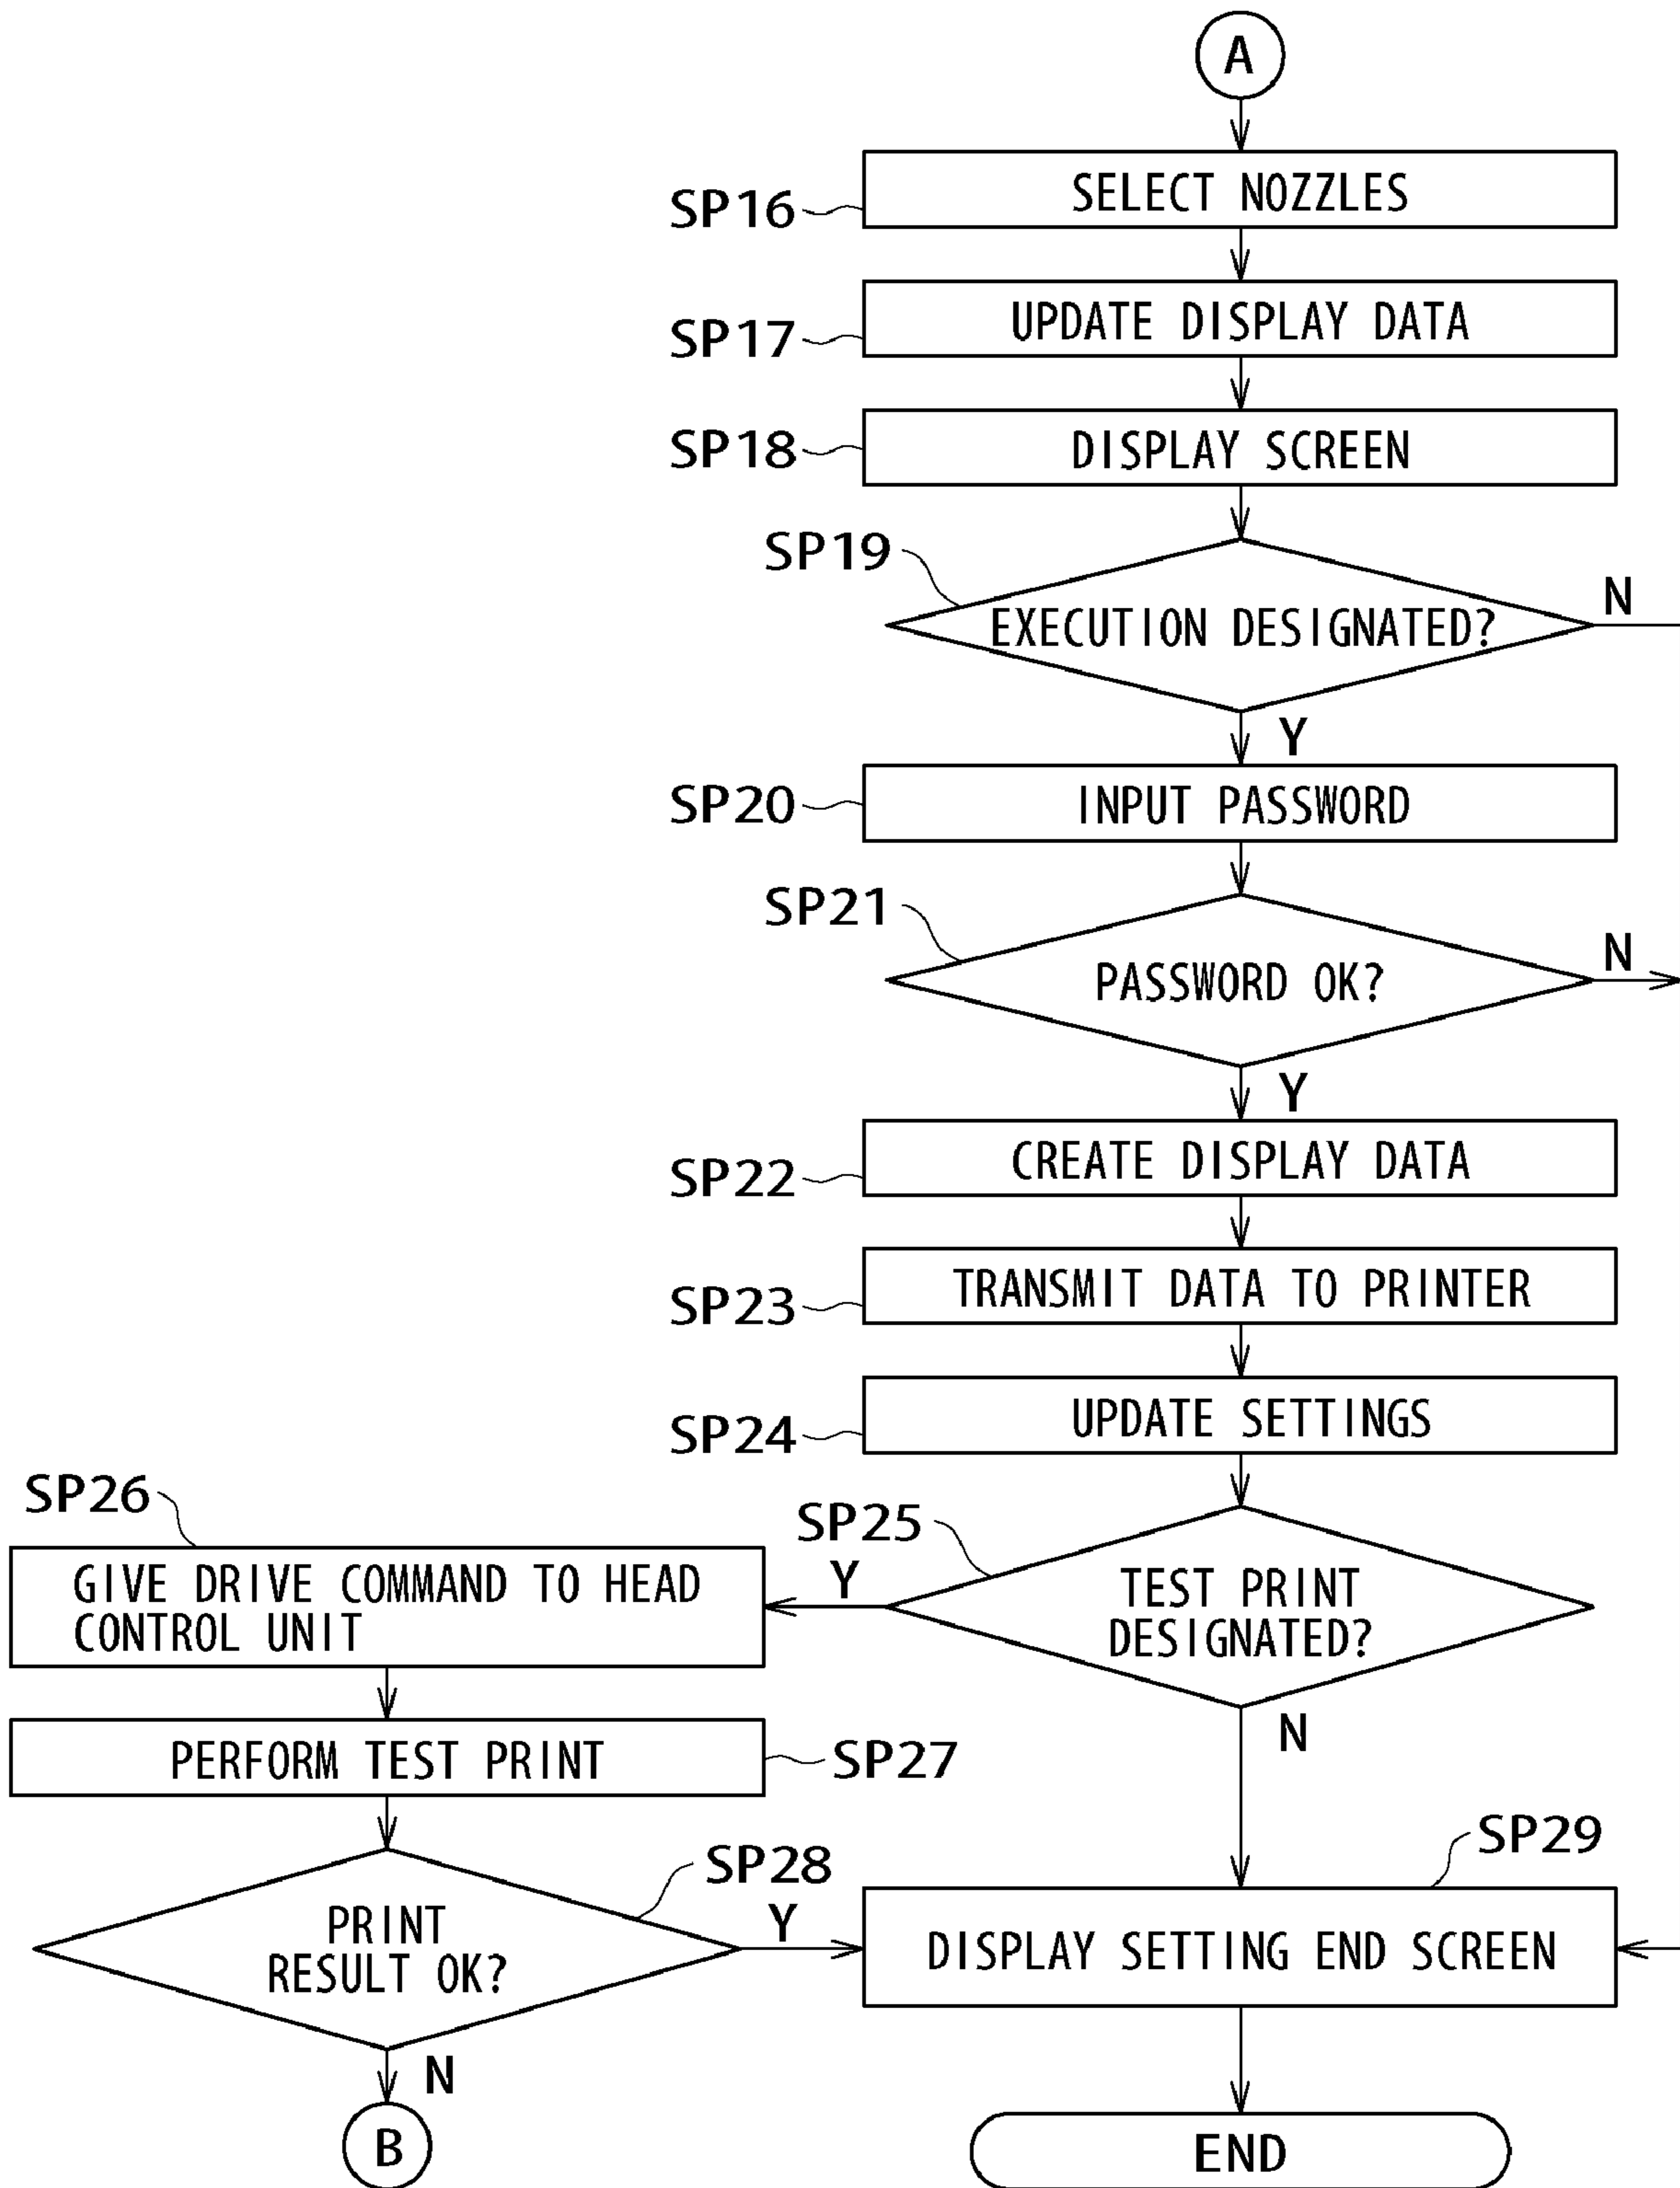 A
SP16
SELECT NOZZLES
SP17
UPDATE DISPLAY DATA
SP18
DISPLAY SCREEN
SP19
EXECUTION DESIGNATED?
N
Y
SP20
INPUT PASSWORD
SP21
PASSWORD OK?
N
Y
SP22
CREATE DISPLAY DATA
SP23
TRANSMIT DATA TO PRINTER
SP24
UPDATE SETTINGS
SP25
TEST PRINT
DESIGNATED?
Y
N
SP26
GIVE DRIVE COMMAND TO HEAD
CONTROL UNIT
PERFORM TEST PRINT
SP27
SP28
PRINT
RESULT OK?
Y
N
B
SP29
DISPLAY SETTING END SCREEN
END